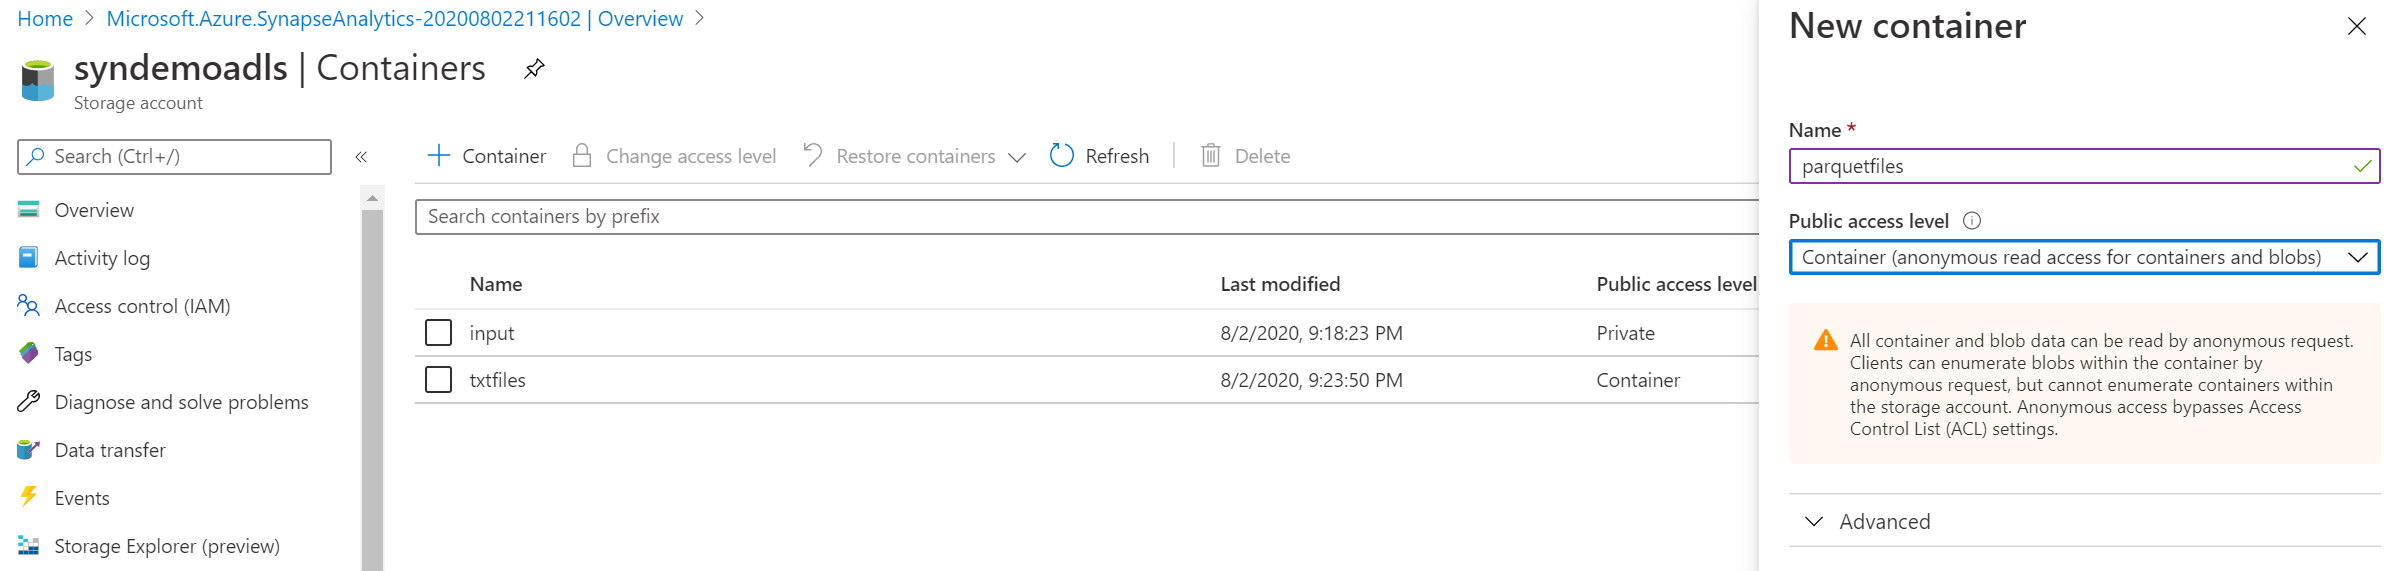 Home > Microsoft.Azure.SynapseAnalytics-20200802211602 | Overview >
syndemoadls | Containers
Storage account
Search (Ctrl+/)
«
Overview
Activity log
Access control (IAM)
Tags
Diagnose and solve problems
Data transfer
Events
Storage Explorer (preview)
+ Container Change access level Restore containers Refresh | Delete
Search containers by prefix
Name Last modified Public access level
input 8/2/2020, 9:18:23 PM Private
txtfiles 8/2/2020, 9:23:50 PM Container
New container
Name *
parquetfiles
Public access level
Container (anonymous read access for containers and blobs)
All container and blob data can be read by anonymous request.
Clients can enumerate blobs within the container by
anonymous request, but cannot enumerate containers within
the storage account. Anonymous access bypasses Access
Control List (ACL) settings.
Advanced